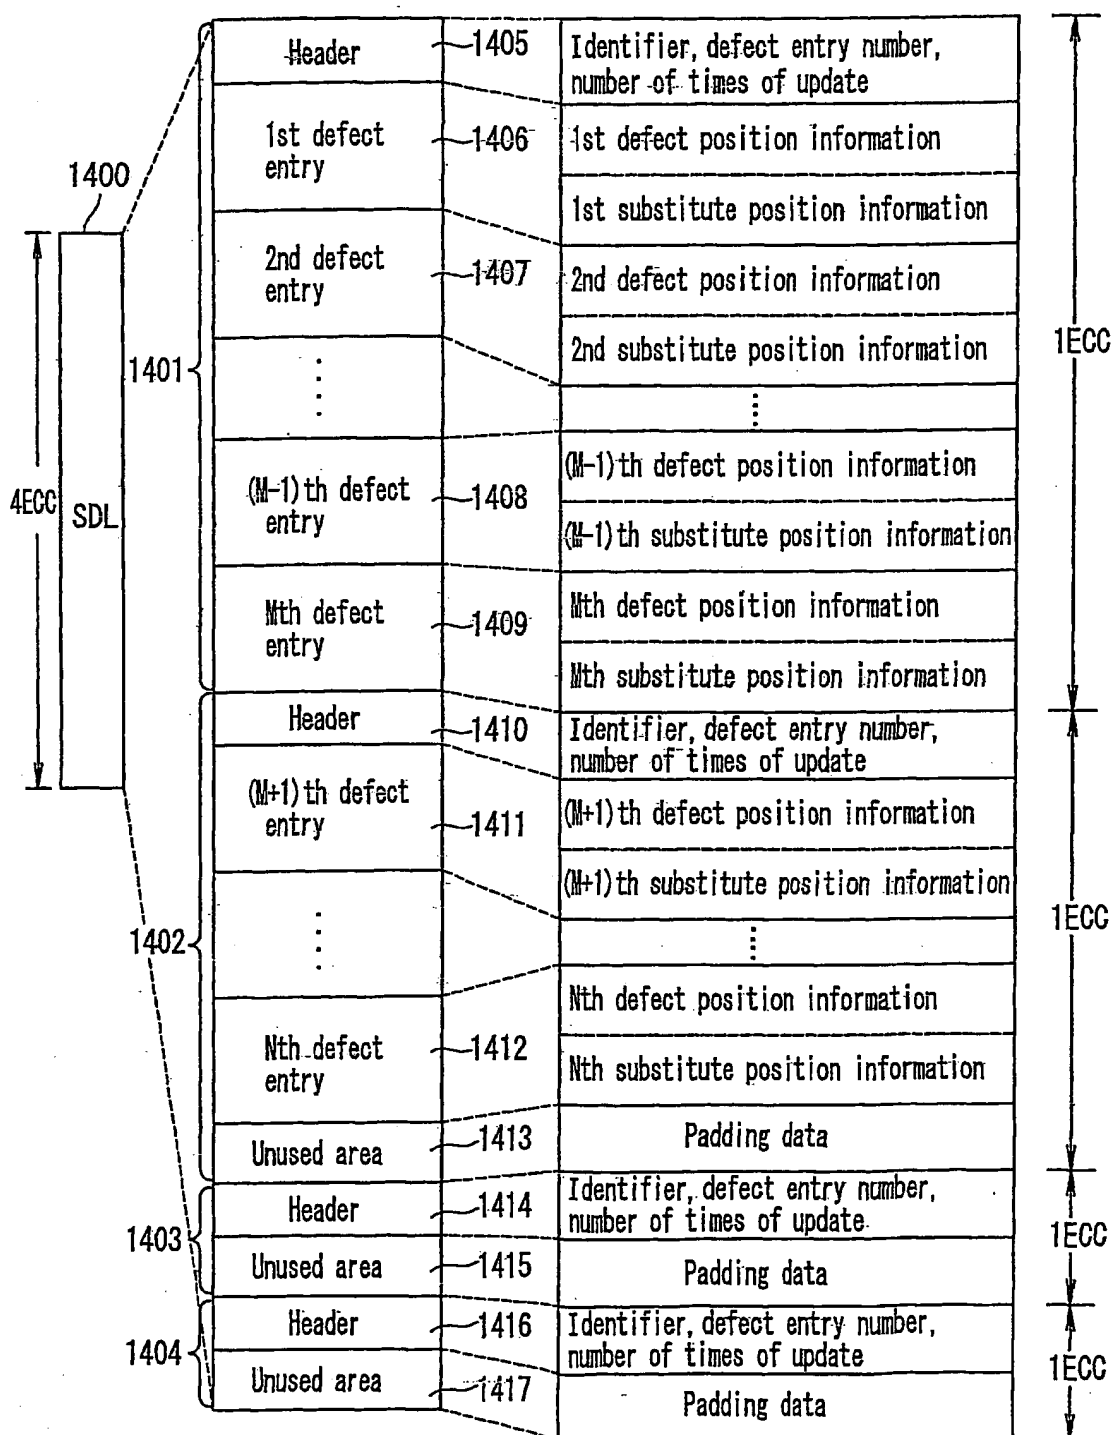 1400
4ECC
SDL
1401
1402
1403
1404
Header
1405
1st defect
entry
1406
2nd defect
entry
1407
(M-1)th defect
entry
1408
Mth defect
entry
1409
Header
1410
(M+1)th defect
entry
1411
Nth defect
entry
1412
Unused area
1413
Header
1414
Unused area
1415
Header
1416
Unused area
1417
Identifier, defect entry number,
number of times of update
1st defect position information
1st substitute position information
2nd defect position information
2nd substitute position information
(M-1)th defect position information
(M-1)th substitute position information
Mth defect position information
Mth substitute position information
Identifier, defect entry number,
number of times of update
(M+1)th defect position information
(M+1)th substitute position information
Nth defect position information
Nth substitute position information
Padding data
Identifier, defect entry number,
number of times of update
Padding data
Identifier, defect entry number,
number of times of update
Padding data
1ECC
1ECC
1ECC
1ECC